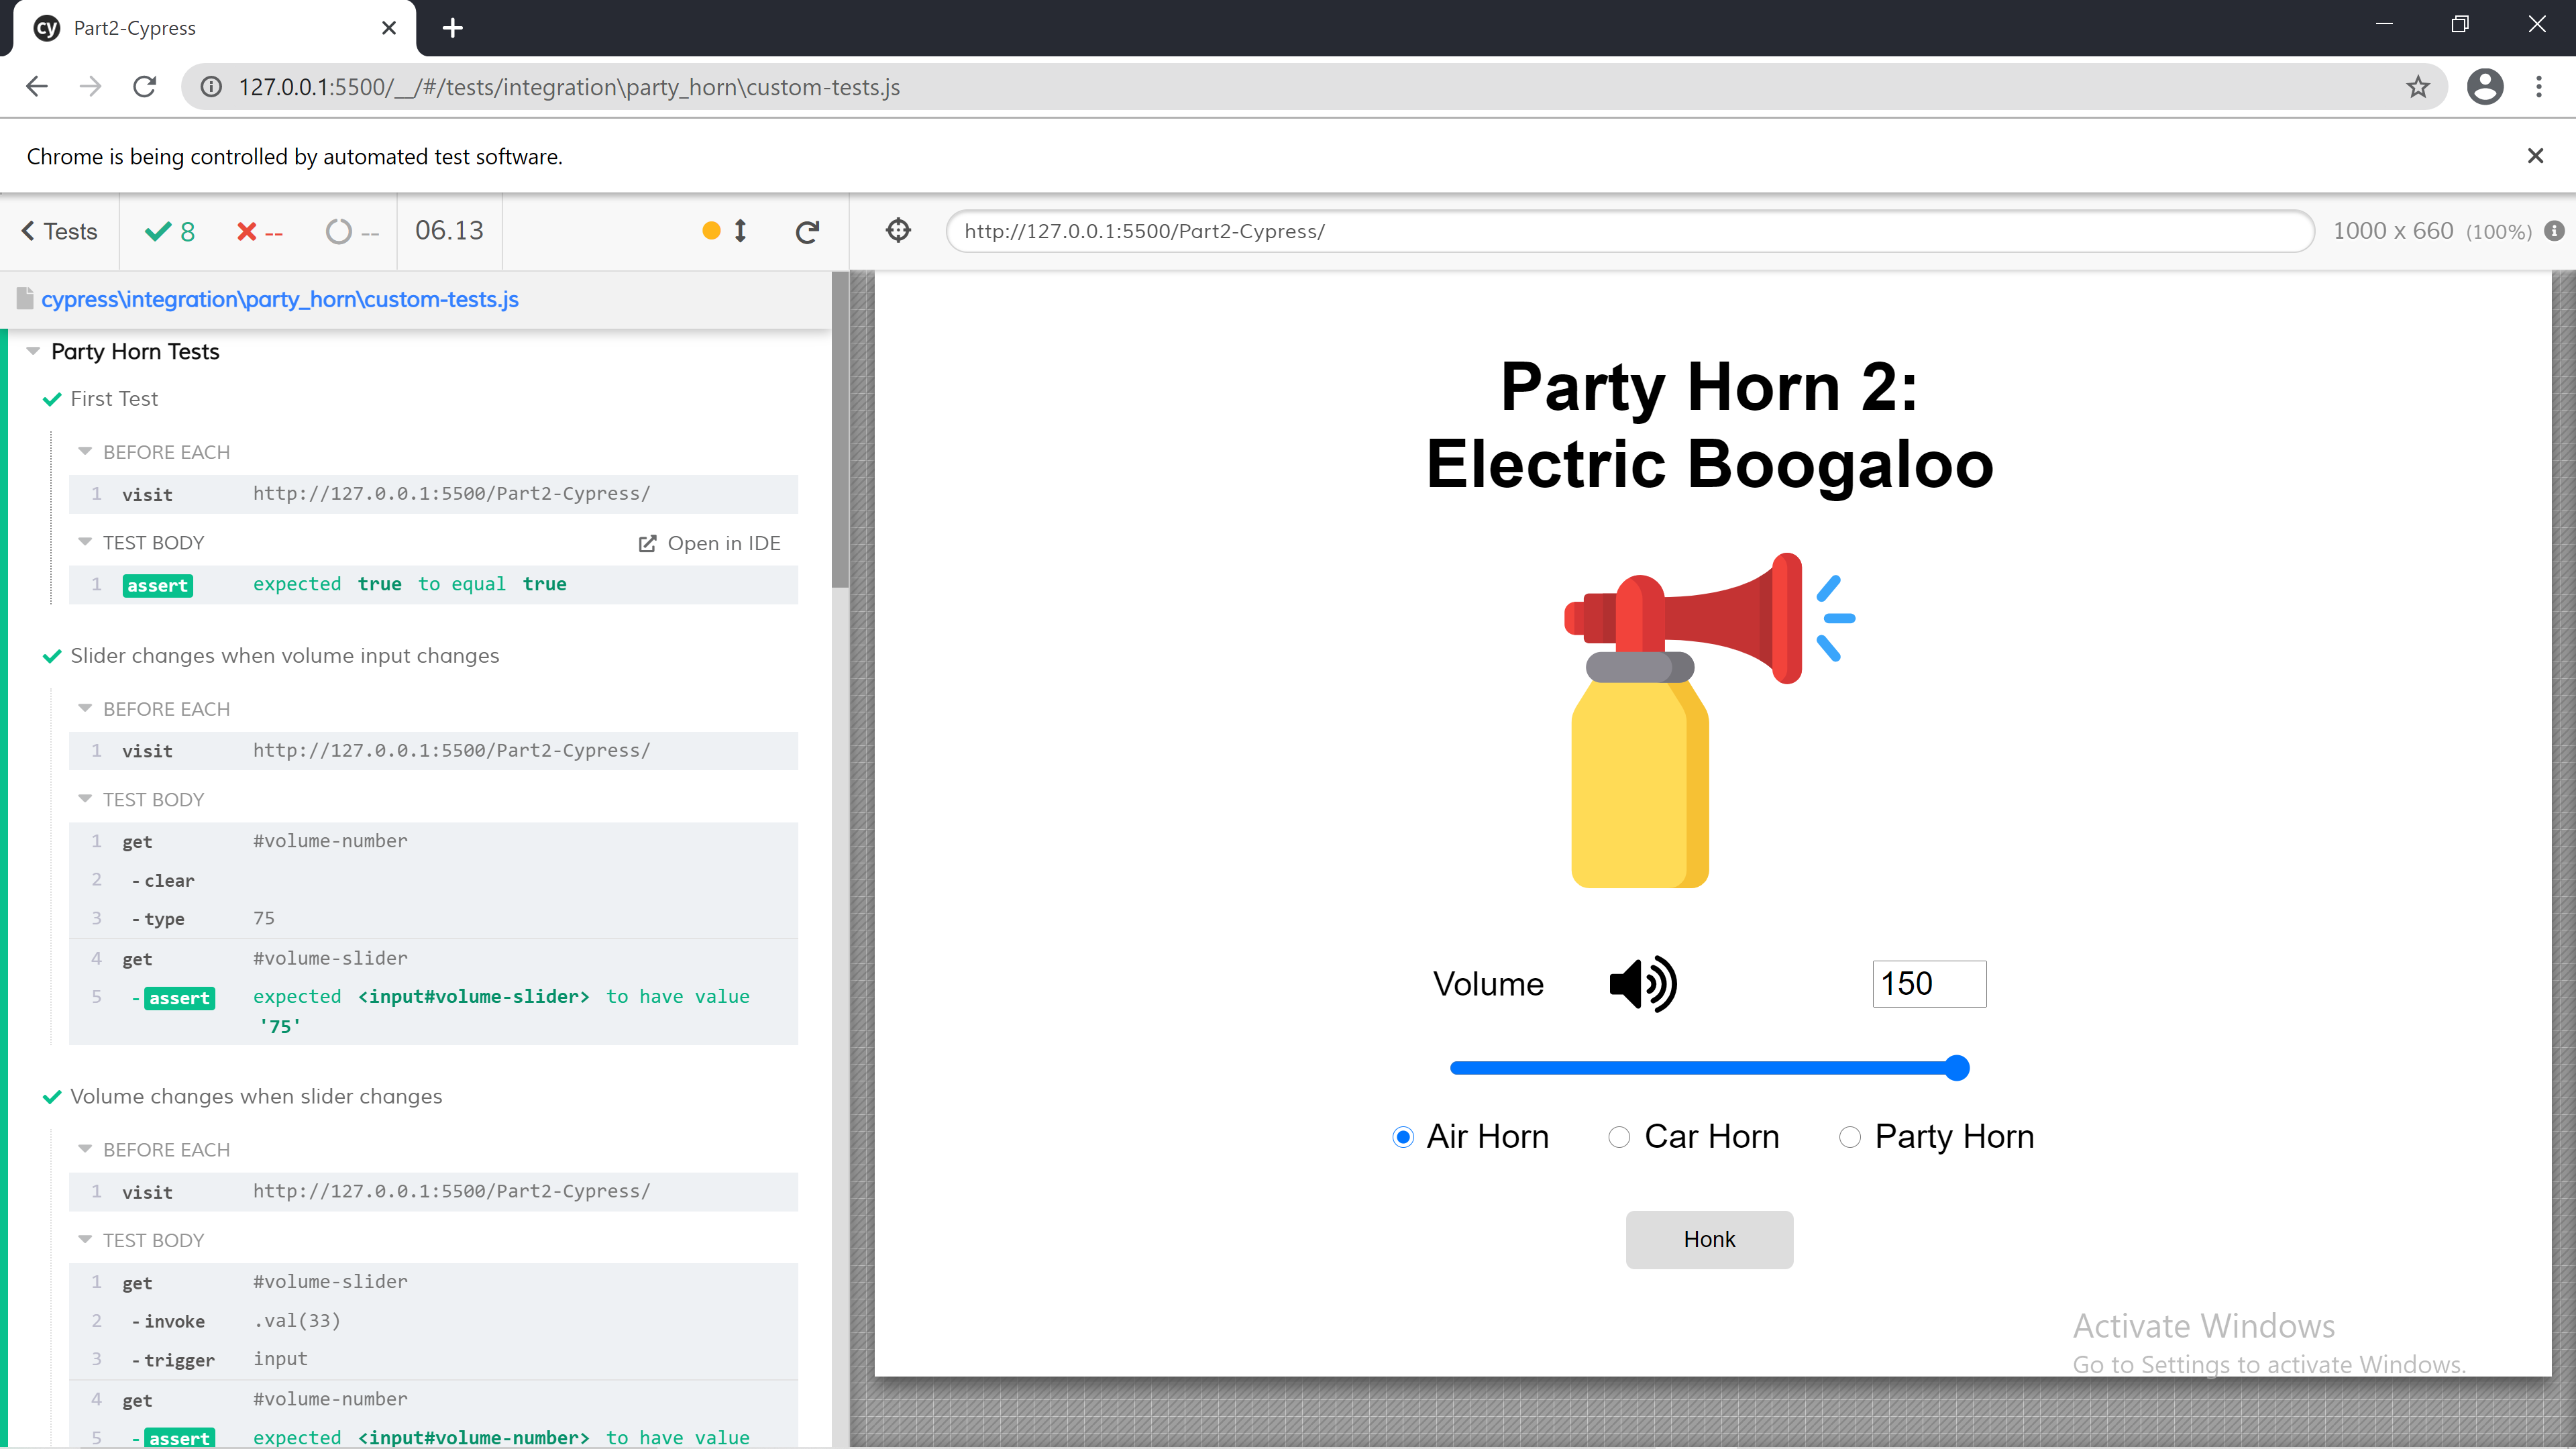 cy Part2-Cypress
127.0.0.1:5500/__/#/tests/integration\party_horn\custom-tests.js
Chrome is being controlled by automated test software.
Tests 8 -- -- 06.13
http://127.0.0.1:5500/Part2-Cypress/ 1000 x 660 (100%)
cypress\integration\party_horn\custom-tests.js
Party Horn Tests
First Test
BEFORE EACH
1 visit http://127.0.0.1:5500/Part2-Cypress/
TEST BODY Open in IDE
1 assert expected true to equal true
Slider changes when volume input changes
BEFORE EACH
1 visit http://127.0.0.1:5500/Part2-Cypress/
TEST BODY
1 get #volume-number
2 - clear
3 - type 75
4 get #volume-slider
5 - assert expected <input#volume-slider> to have value
'75'
Volume changes when slider changes
BEFORE EACH
1 visit http://127.0.0.1:5500/Part2-Cypress/
TEST BODY
1 get #volume-slider
2 - invoke .val(33)
3 - trigger input
4 get #volume-number
5 - assert expected <input#volume-number> to have value
Party Horn 2:
Electric Boogaloo
Volume 150
Air Horn Car Horn Party Horn
Honk
Activate Windows
Go to Settings to activate Windows.